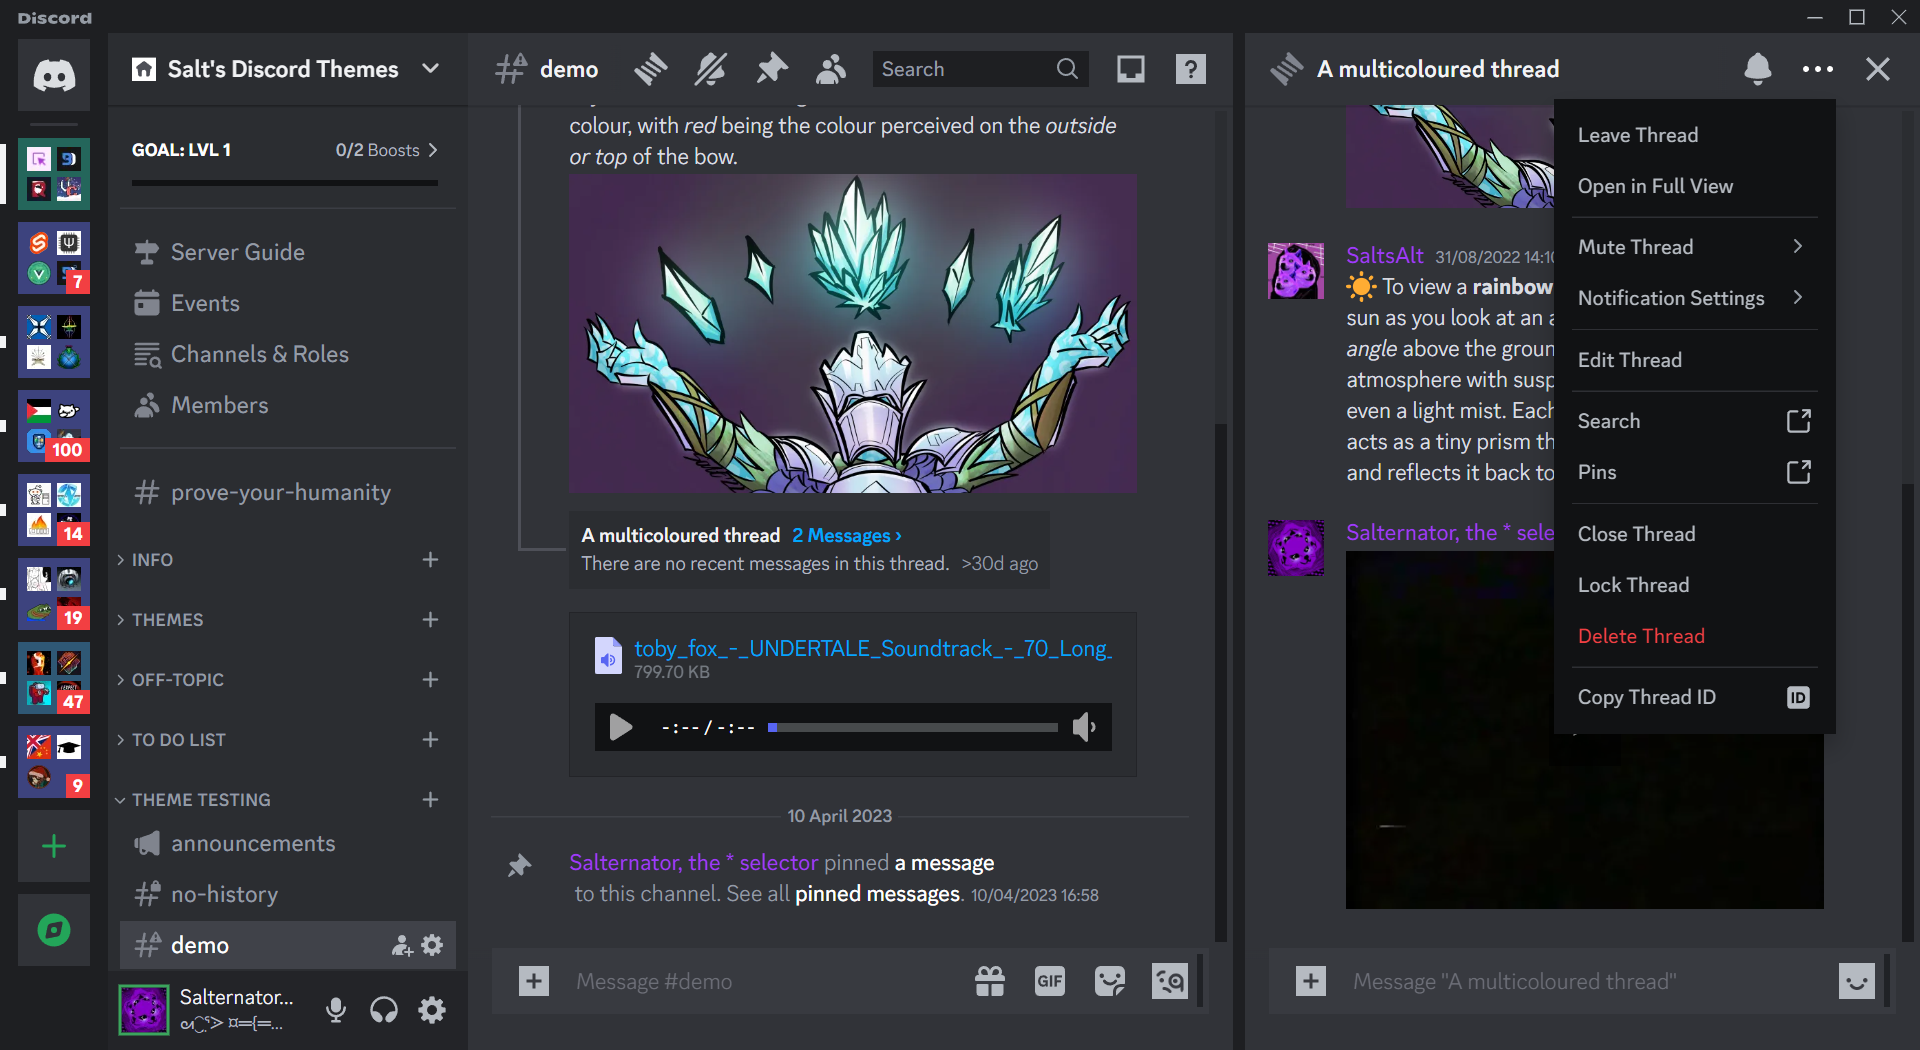 Discord
Salt's Discord Themes
GOAL: LVL 1
0/2 Boosts
Server Guide
Events
Channels & Roles
Members
prove-your-humanity
INFO
THEMES
OFF-TOPIC
TO DO LIST
THEME TESTING
announcements
no-history
demo
7
100
14
19
47
9
Salternator...
demo
Search
?
colour, with red being the colour perceived on the outside
or top of the bow.
A multicoloured thread 2 Messages ›
There are no recent messages in this thread. >30d ago
toby_fox_-_UNDERTALE_Soundtrack_-_70_Long_
799.70 KB
-:-- / -:--
10 April 2023
Salternator, the * selector pinned a message
to this channel. See all pinned messages. 10/04/2023 16:58
Message #demo
GIF
A multicoloured thread
SaltsAlt 31/08/2022
To view a rainbow
sun as you look at an
angle above the
atmosphere with
even a light mist. Each
acts as a tiny prism
and reflects it back to
Salternator, the *
Message "A multicoloured thread"
Leave Thread
Open in Full View
Mute Thread
Notification Settings
Edit Thread
Search
Pins
Close Thread
Lock Thread
Delete Thread
Copy Thread ID
ID